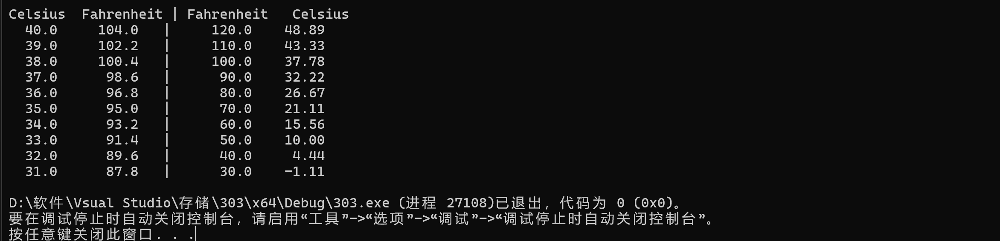 Celsius  Fahrenheit | Fahrenheit   Celsius
  40.0     104.0   |     120.0    48.89
  39.0     102.2   |     110.0    43.33
  38.0     100.4   |     100.0    37.78
  37.0      98.6   |      90.0    32.22
  36.0      96.8   |      80.0    26.67
  35.0      95.0   |      70.0    21.11
  34.0      93.2   |      60.0    15.56
  33.0      91.4   |      50.0    10.00
  32.0      89.6   |      40.0     4.44
  31.0      87.8   |      30.0    -1.11
D:\软件\Vsual Studio\存储\303\x64\Debug\303.exe (进程 27108)已退出，代码为 0 (0x0)。
要在调试停止时自动关闭控制台，请启用“工具”->“选项”->“调试”->“调试停止时自动关闭控制台”。
按任意键关闭此窗口. . .